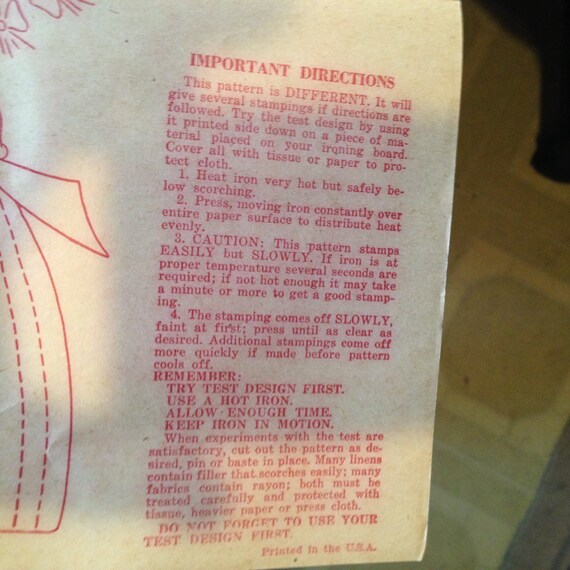 IMPORTANT DIRECTIONS
This pattern is DIFFERENT. It will
give several stampings if directions are
followed. Try the test design by using
it printed side down on a piece of ma-
terial placed on your ironing board.
Cover all with tissue or paper to pro-
tect cloth.
1. Heat iron very hot but safely be-
low scorching.
2. Press, moving iron constantly over
entire paper surface to distribute heat
evenly.
3. CAUTION: This pattern stamps
EASILY but SLOWLY. If iron is at
proper temperature several seconds are
required; if not hot enough it may take
a minute or more to get a good stamp-
ing.
4. The stamping comes off SLOWLY,
faint at first; press until as clear as
desired. Additional stampings come off
more quickly if made before pattern
cools off.
REMEMBER:
TRY TEST DESIGN FIRST.
USE A HOT IRON.
ALLOW ENOUGH TIME.
KEEP IRON IN MOTION.
When experiments with the test are
satisfactory, cut out the pattern as de-
sired, pin or baste in place. Many linens
contain filler that scorches easily; many
fabrics contain rayon; both must be
treated carefully and protected with
tissue, heavier paper or press cloth.
DO NOT FORGET TO USE YOUR
TEST DESIGN FIRST.
Printed in the U.S.A.